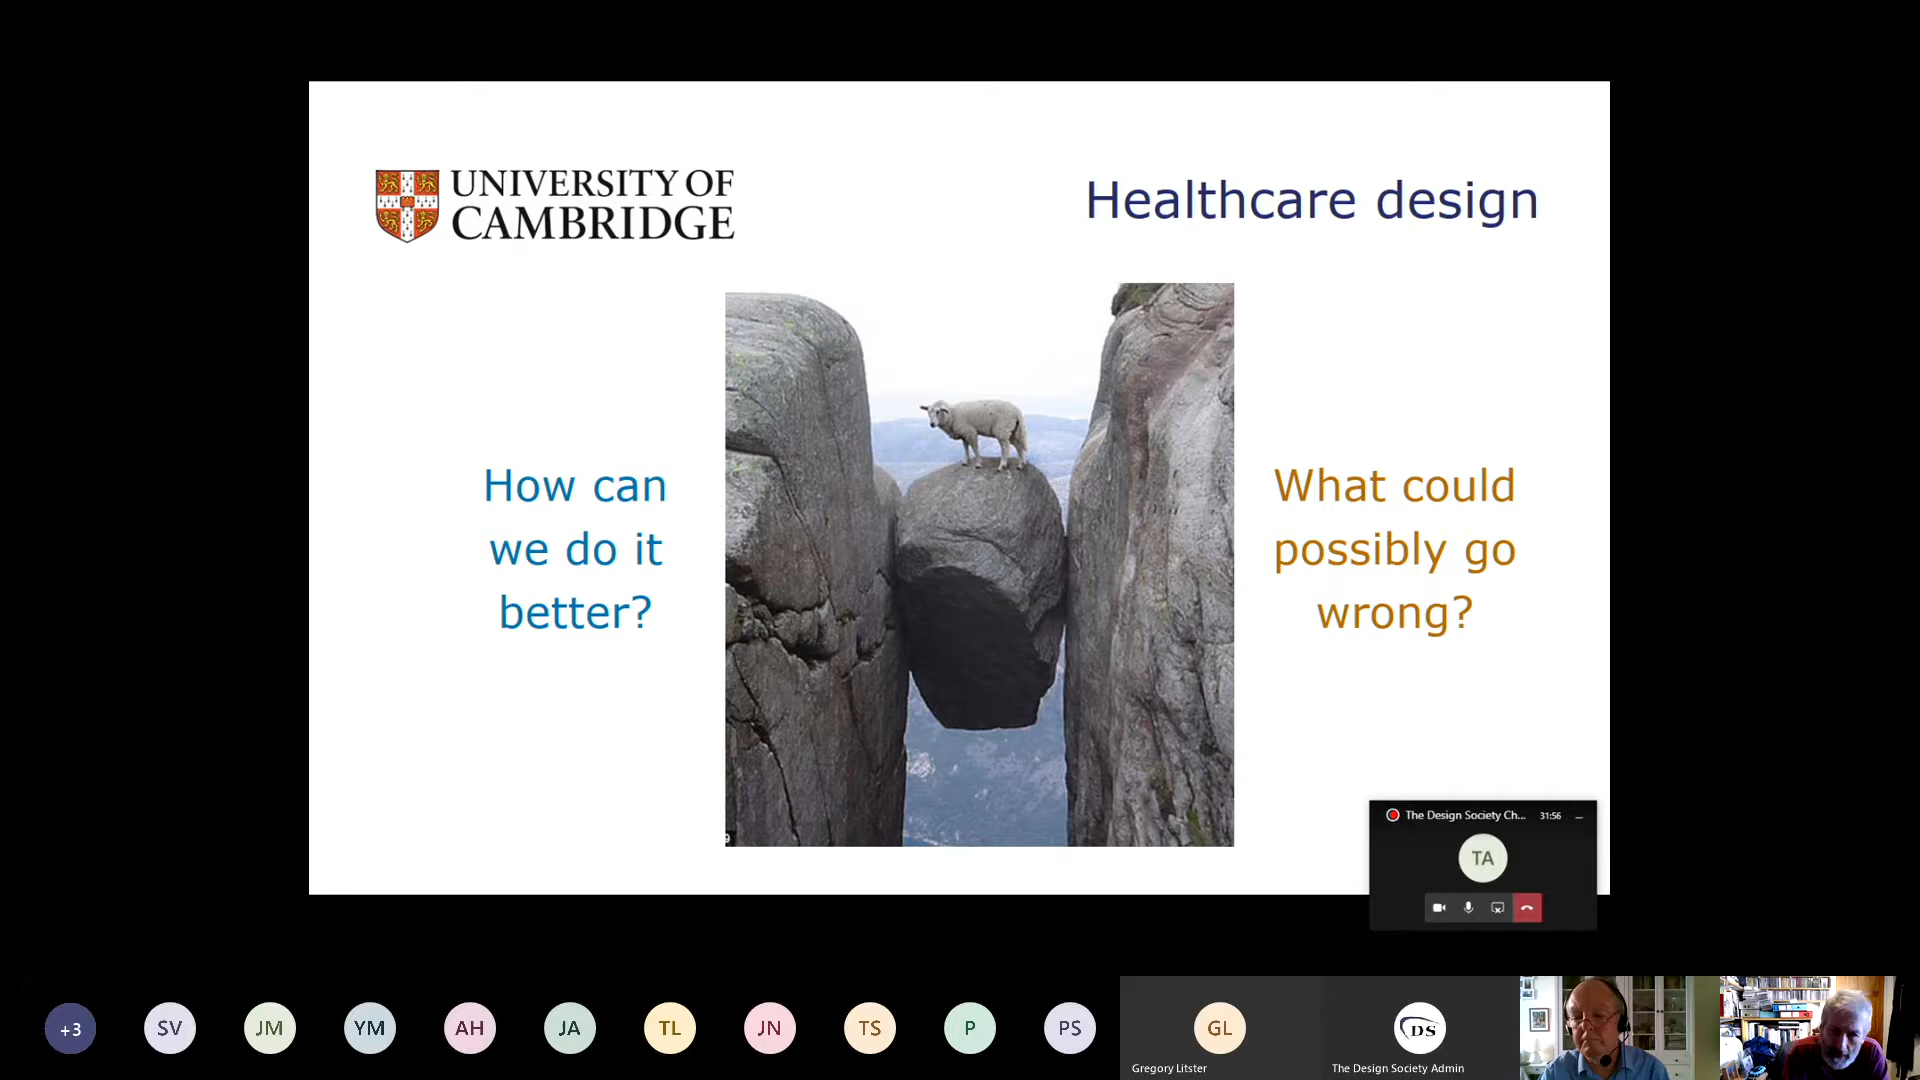 UNIVERSITY OF
CAMBRIDGE
Healthcare design
How can
we do it
better?
What could
possibly go
wrong?
The Design Society Ch...
31:56
TA
+3
SV
JM
YM
AH
JA
TL
JN
TS
P
PS
GL
Gregory Litster
DS
The Design Society Admin